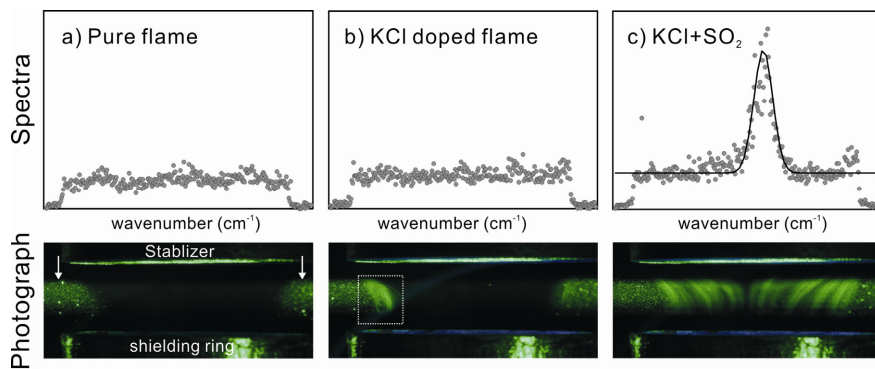 a) Pure flame
b) KCl doped flame
c) KCl+SO₂
Spectra
wavenumber (cm⁻¹)
wavenumber (cm⁻¹)
wavenumber (cm⁻¹)
Photograph
Stablizer
shielding ring